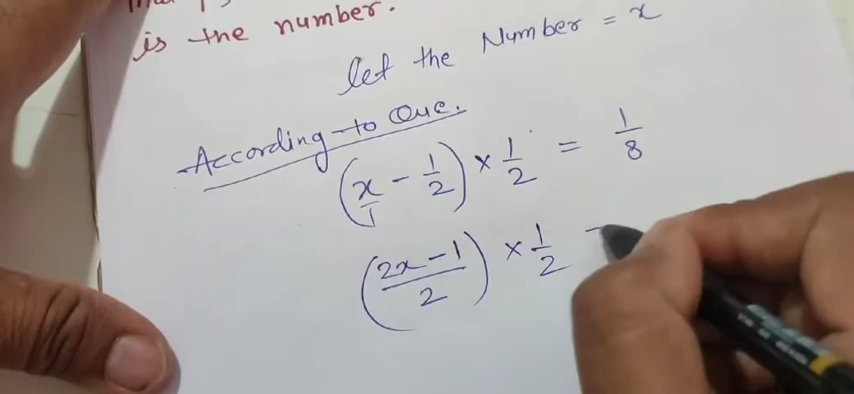 is the number.
let the Number = x
According to Que.
(x/1 - 1/2) × 1/2 = 1/8
((2x - 1)/2) × 1/2